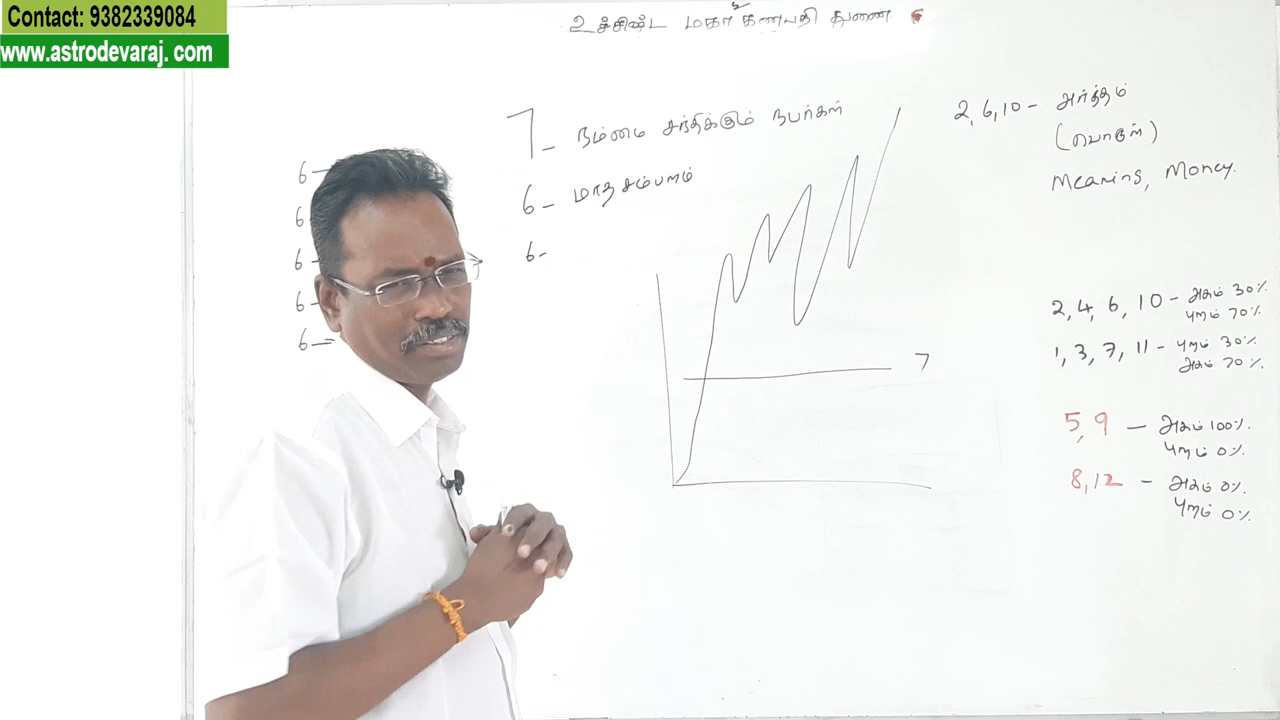 Contact: 9382339084
www.astrodevaraj.com
உச்சிஷ்ட மகா கணபதி துணை
7 - நம்மை சந்திக்கும் நபர்கள்
6 - மாத சம்பளம்
6 -
6 -
6
6 -
6 -
6 -
7
2, 6, 10 - அர்த்தம்
(பொருள்)
Meaning, Money.
2, 4, 6, 10 - அகம் 30%
புறம் 70%
1, 3, 7, 11 - புறம் 30%
அகம் 70%.
5, 9 - அகம் 100%
புறம் 0%.
8, 12 - அகம் 0%.
புறம் 0%